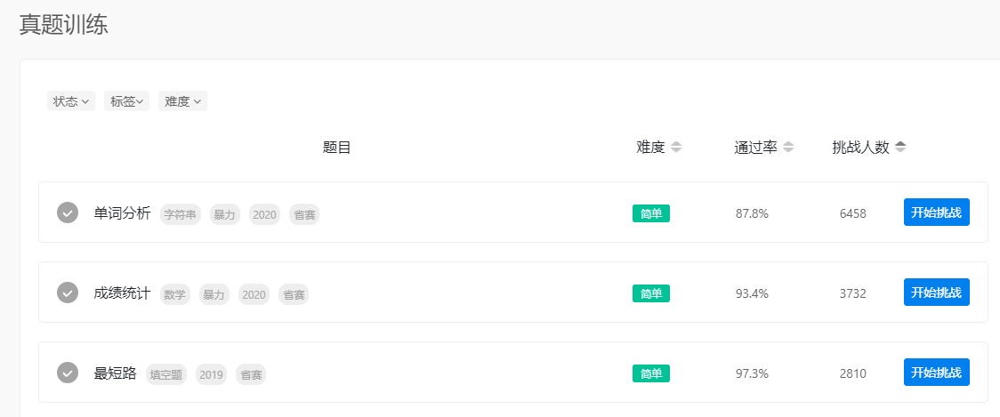 真题训练
状态 标签 难度
题目 难度 通过率 挑战人数
单词分析 字符串 暴力 2020 省赛 简单 87.8% 6458 开始挑战
成绩统计 数学 暴力 2020 省赛 简单 93.4% 3732 开始挑战
最短路 填空题 2019 省赛 简单 97.3% 2810 开始挑战